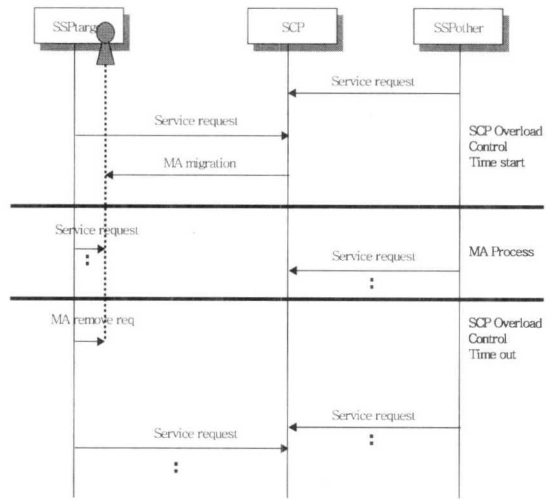 SSPtarg
SCP
SSPother
Service request
Service request
SCP Overload
Control
Time start
MA migration
Service request
MA Process
Service request
MA remove req
SCP Overload
Control
Time out
Service request
Service request